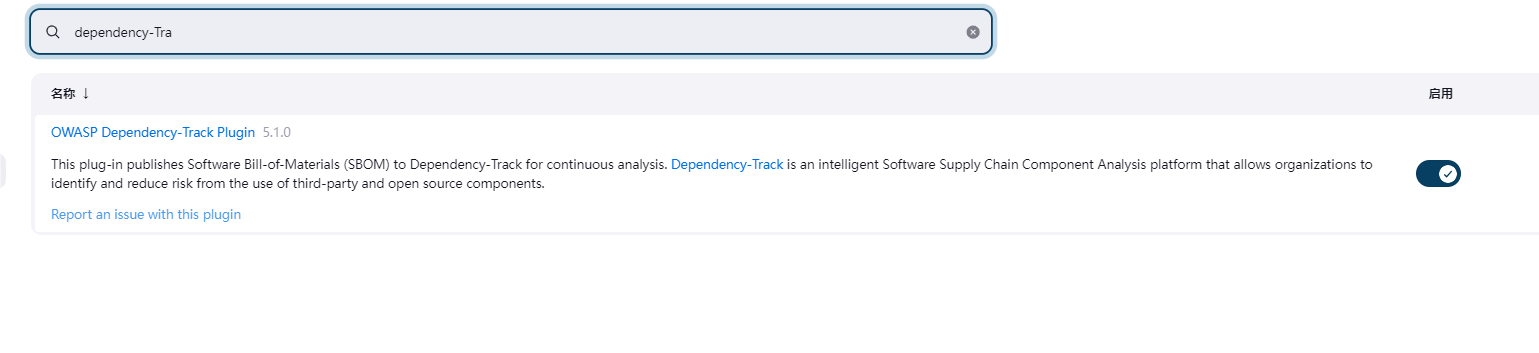 dependency-Tra
名称 ↓ 启用
OWASP Dependency-Track Plugin 5.1.0
This plug-in publishes Software Bill-of-Materials (SBOM) to Dependency-Track for continuous analysis. Dependency-Track is an intelligent Software Supply Chain Component Analysis platform that allows organizations to
identify and reduce risk from the use of third-party and open source components.
Report an issue with this plugin